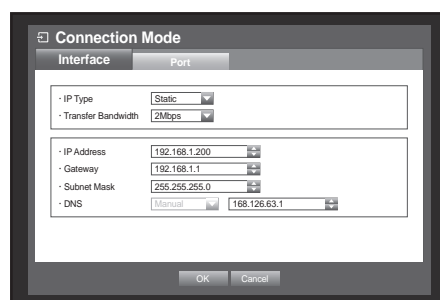 Connection Mode
Interface Port
· IP Type Static
· Transfer Bandwidth 2Mbps
· IP Address 192.168.1.200
· Gateway 192.168.1.1
· Subnet Mask 255.255.255.0
· DNS Manual 168.126.63.1
OK Cancel